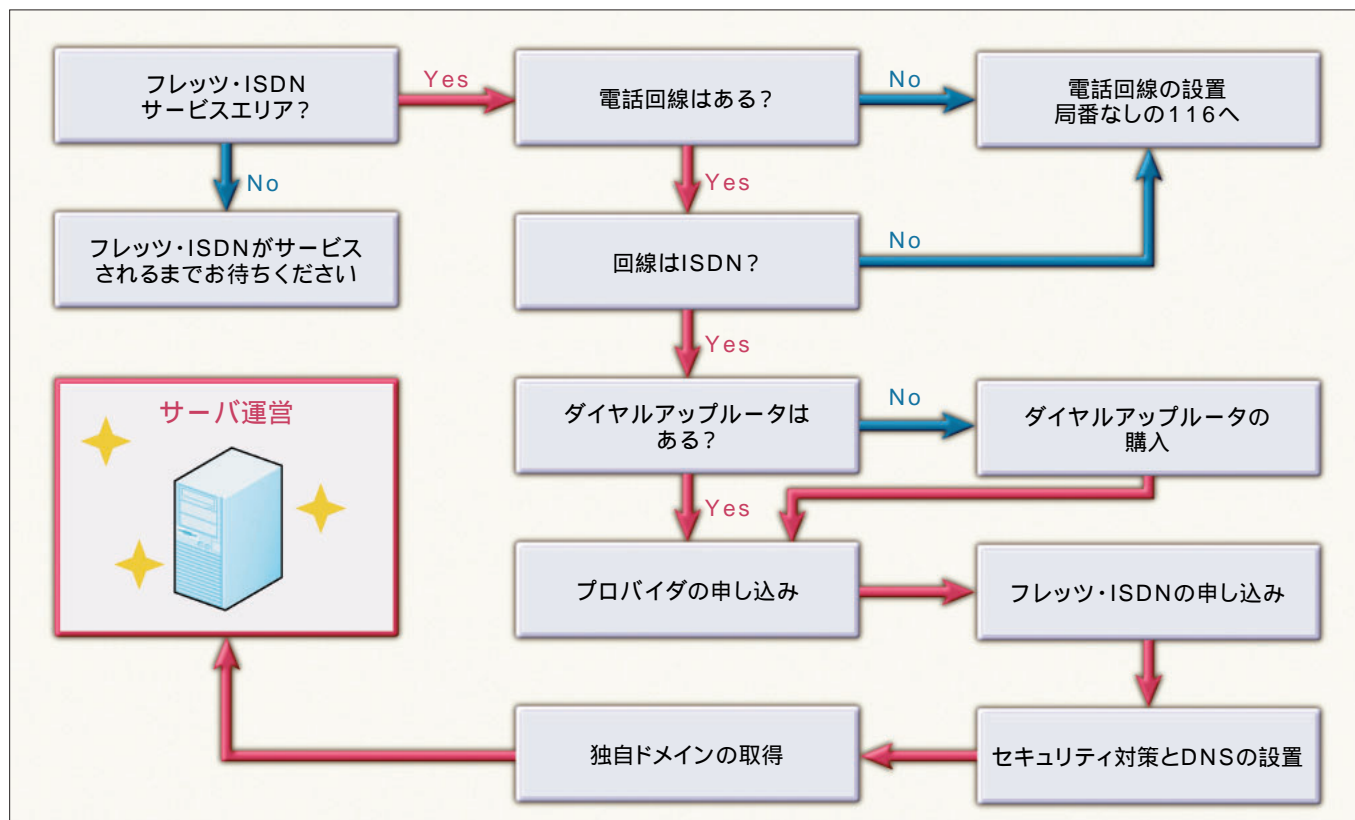 フレッツ・ISDN
サービスエリア？
Yes
電話回線はある？
No
電話回線の設置
局番なしの116へ
No
Yes
フレッツ・ISDNがサービス
されるまでお待ちください
回線はISDN？
No
Yes
サーバ運営
ダイヤルアップルータは
ある？
No
ダイヤルアップルータの
購入
Yes
プロバイダの申し込み
フレッツ・ISDNの申し込み
独自ドメインの取得
セキュリティ対策とDNSの設置